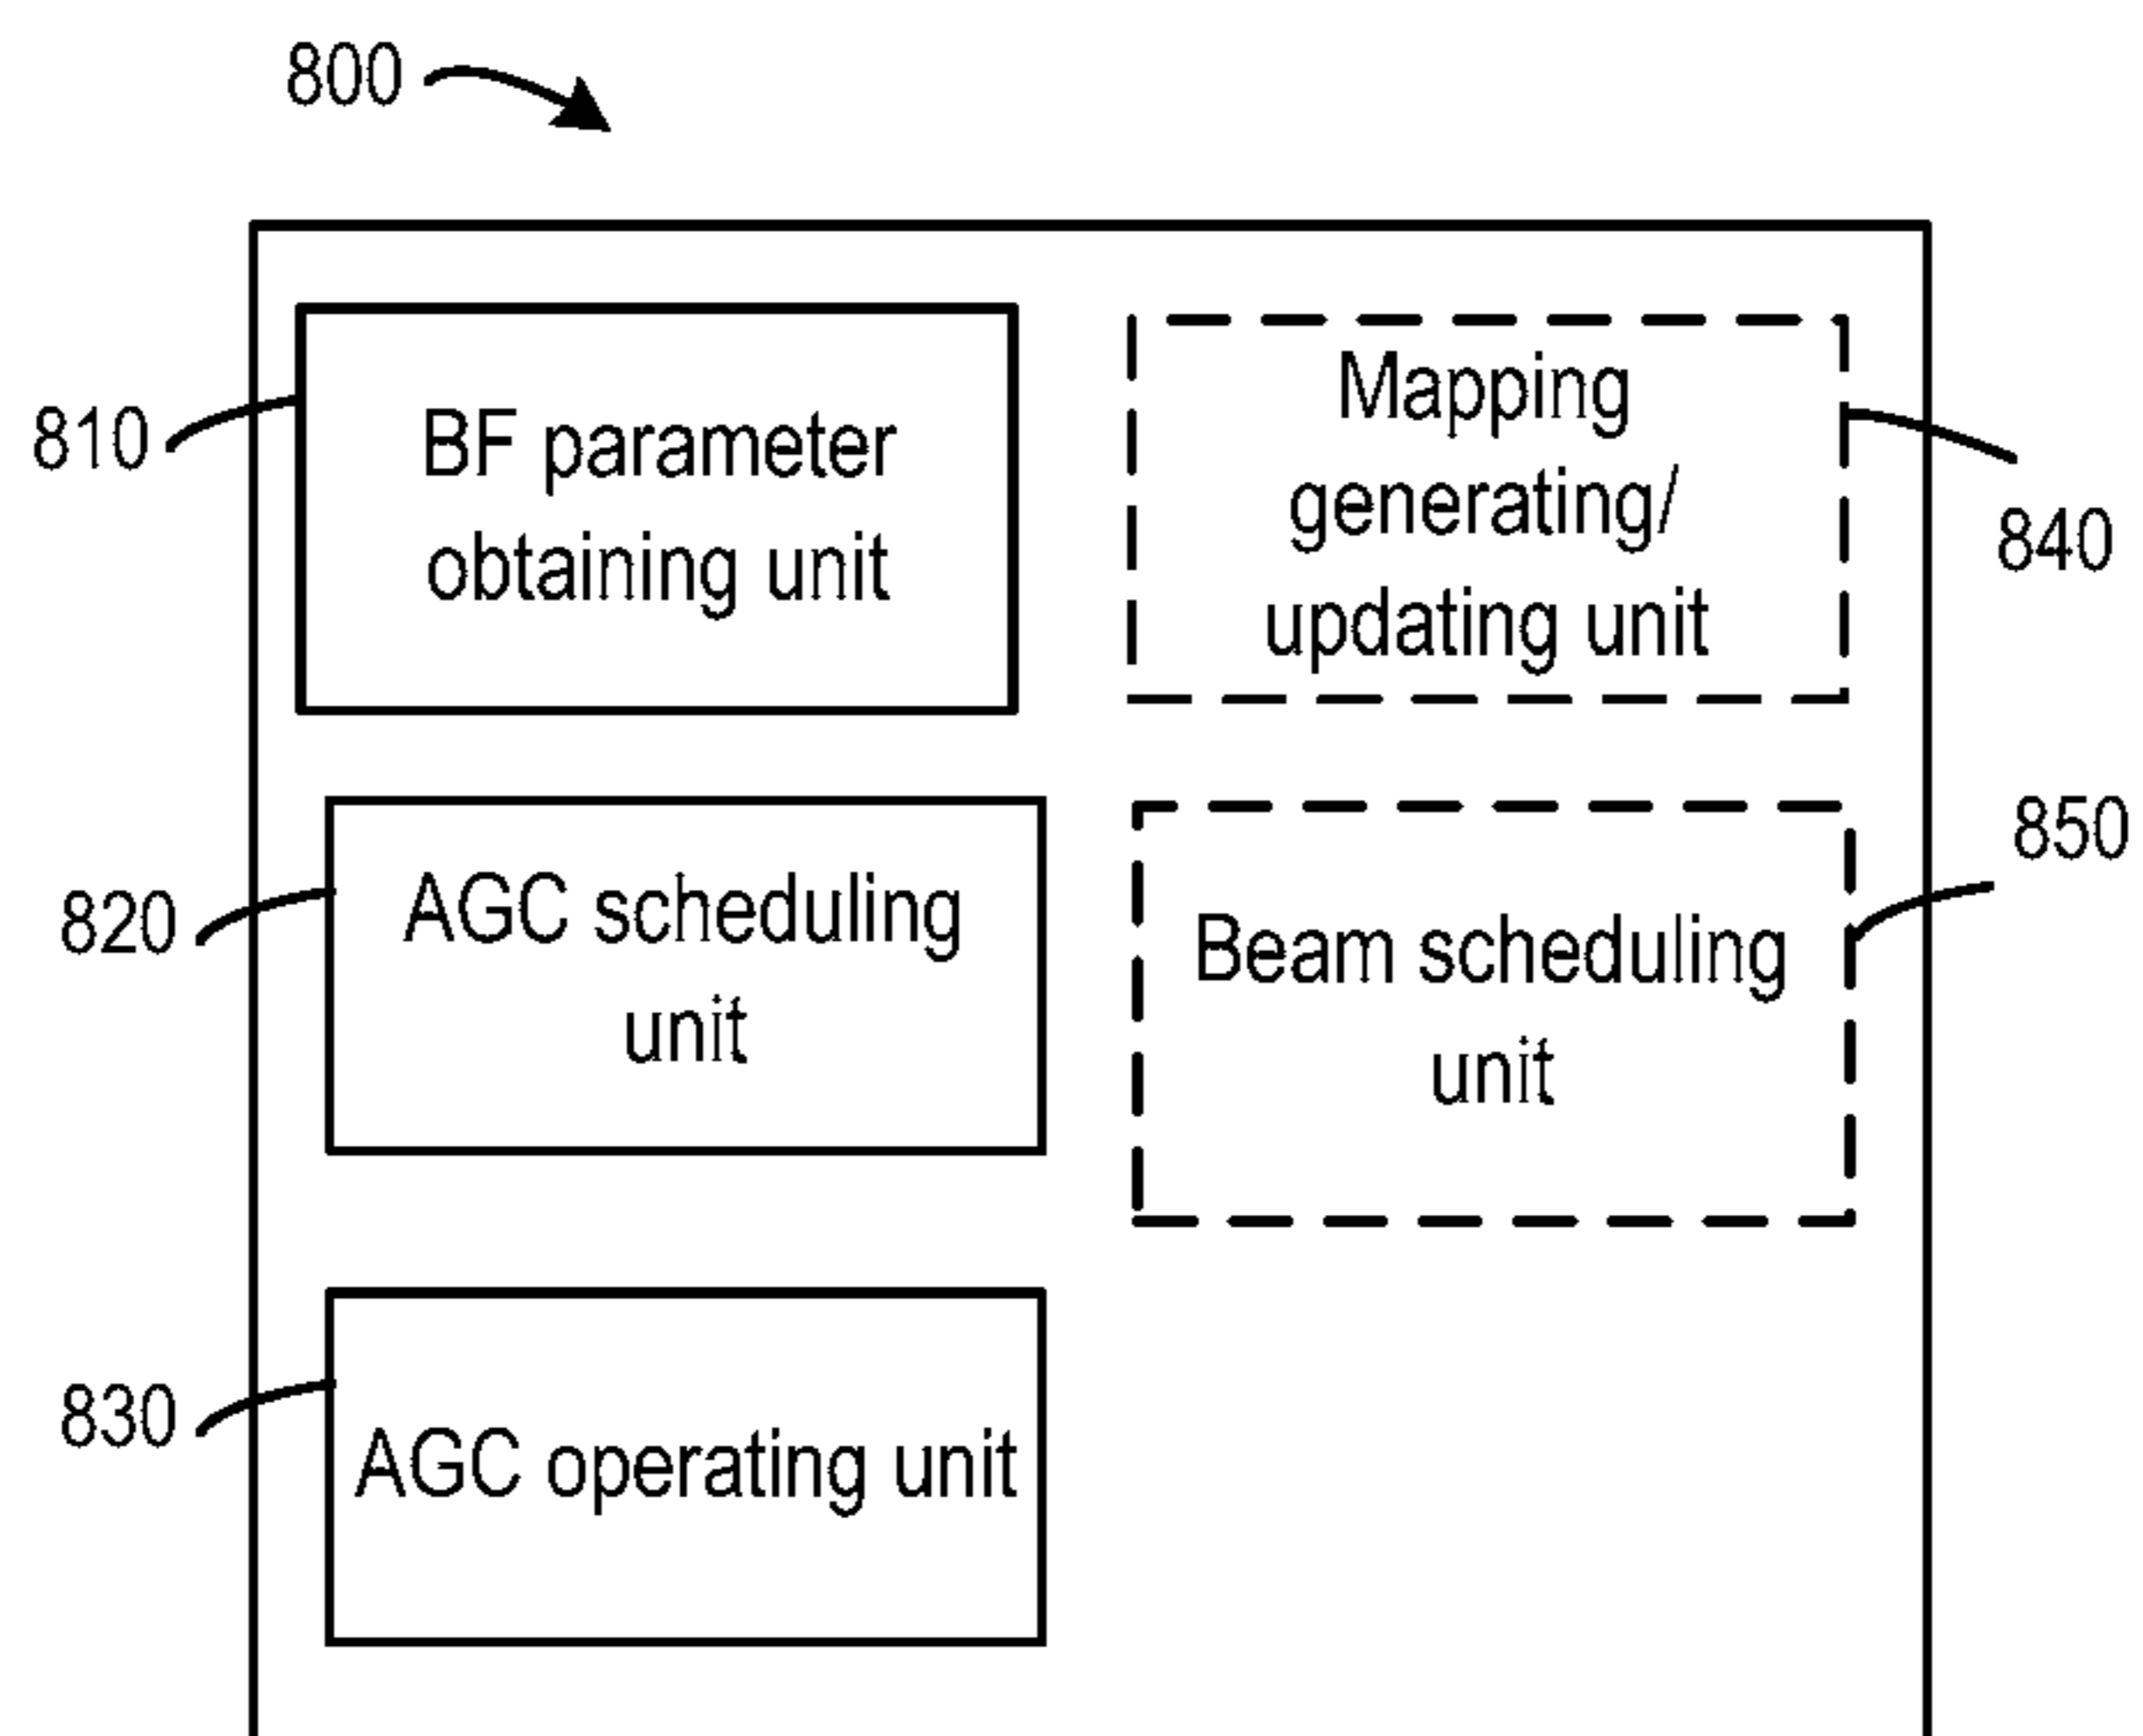 800
810
BF parameter
obtaining unit
Mapping
generating/
updating unit
840
820
AGC scheduling
unit
850
Beam scheduling
unit
830
AGC operating unit